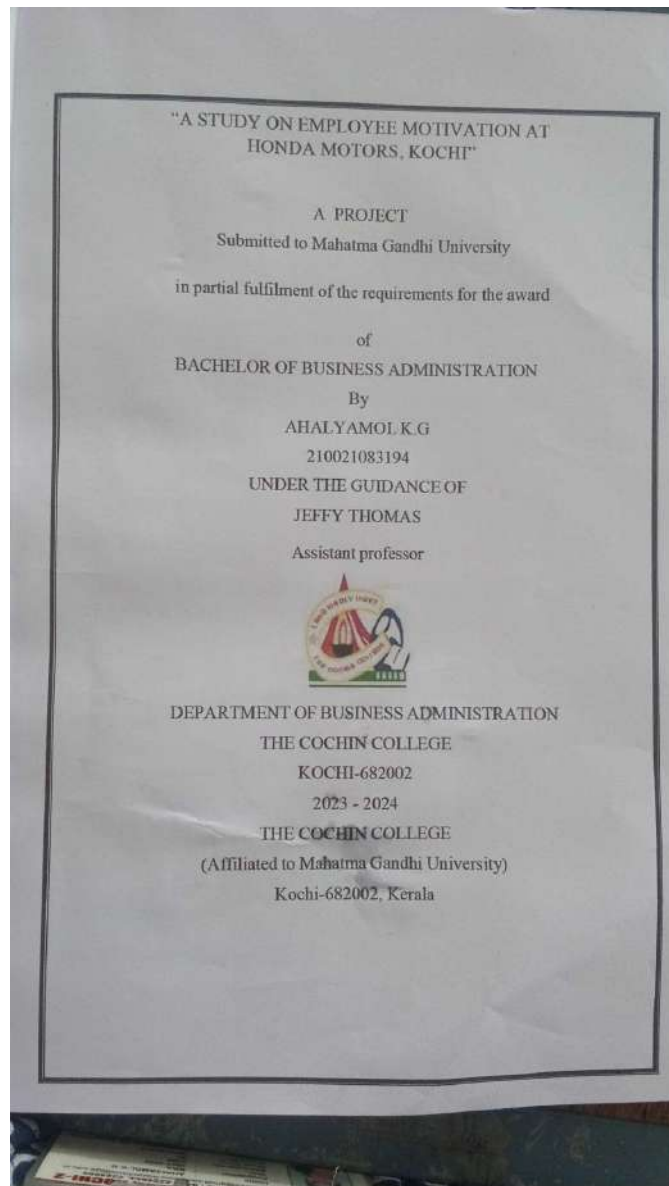 "A STUDY ON EMPLOYEE MOTIVATION AT
HONDA MOTORS, KOCHI"
A PROJECT
Submitted to Mahatma Gandhi University
in partial fulfilment of the requirements for the award
of
BACHELOR OF BUSINESS ADMINISTRATION
By
AHALYAMOL K.G
210021083194
UNDER THE GUIDANCE OF
JEFFY THOMAS
Assistant professor
THE COCHIN COLLEGE
DEPARTMENT OF BUSINESS ADMINISTRATION
THE COCHIN COLLEGE
KOCHI-682002
2023 - 2024
THE COCHIN COLLEGE
(Affiliated to Mahatma Gandhi University)
Kochi-682002, Kerala